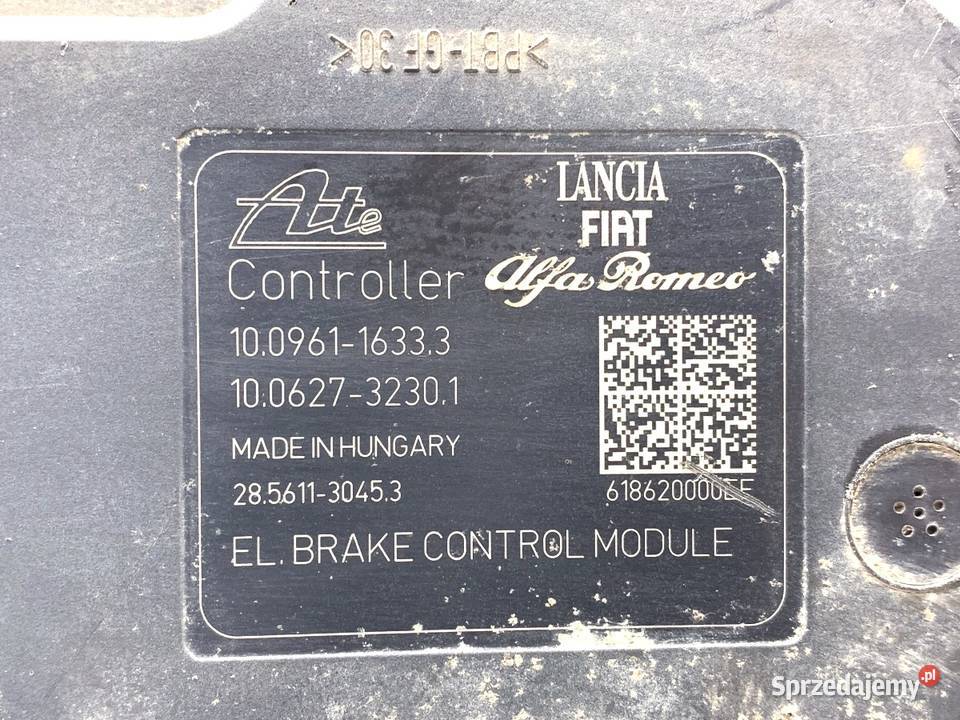 >PBT-GF30<
Ate
LANCIA
FIAT
Alfa Romeo
Controller
10.0961-1633.3
10.0627-3230.1
MADE IN HUNGARY
28.5611-3045.3
EL. BRAKE CONTROL MODULE
Sprzedajemy.pl